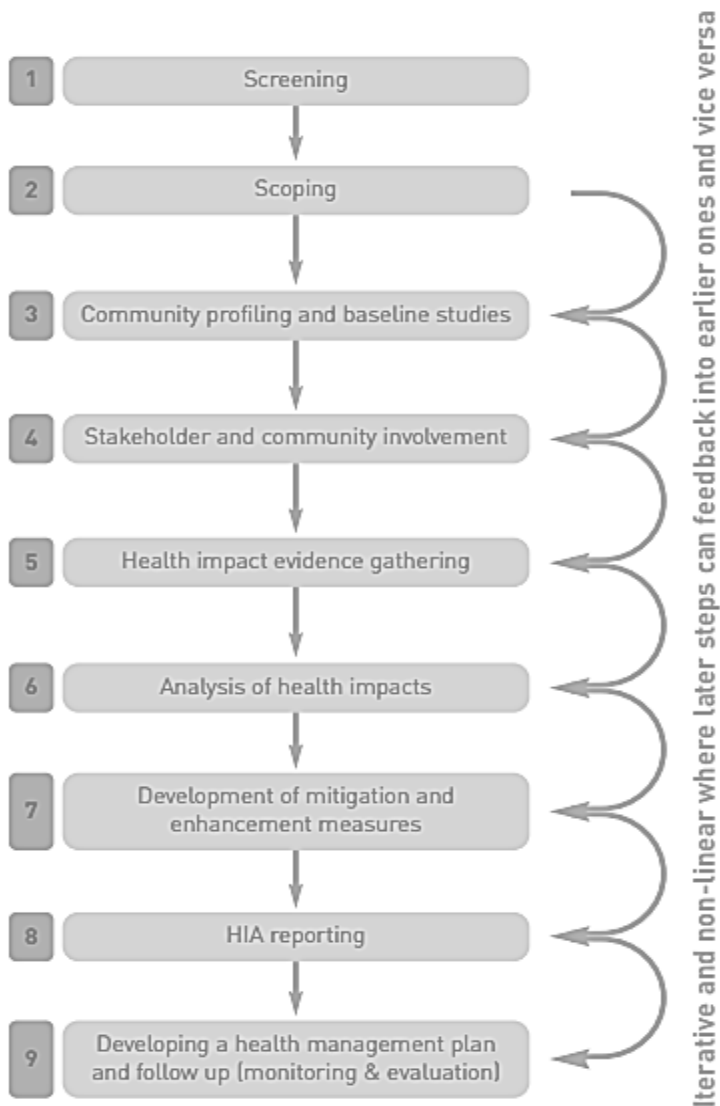 1
Screening
2
Scoping
3
Community profiling and baseline studies
4
Stakeholder and community involvement
5
Health impact evidence gathering
6
Analysis of health impacts
7
Development of mitigation and
enhancement measures
8
HIA reporting
9
Developing a health management plan
and follow up (monitoring & evaluation)
Iterative and non-linear where later steps can feedback into earlier ones and vice versa